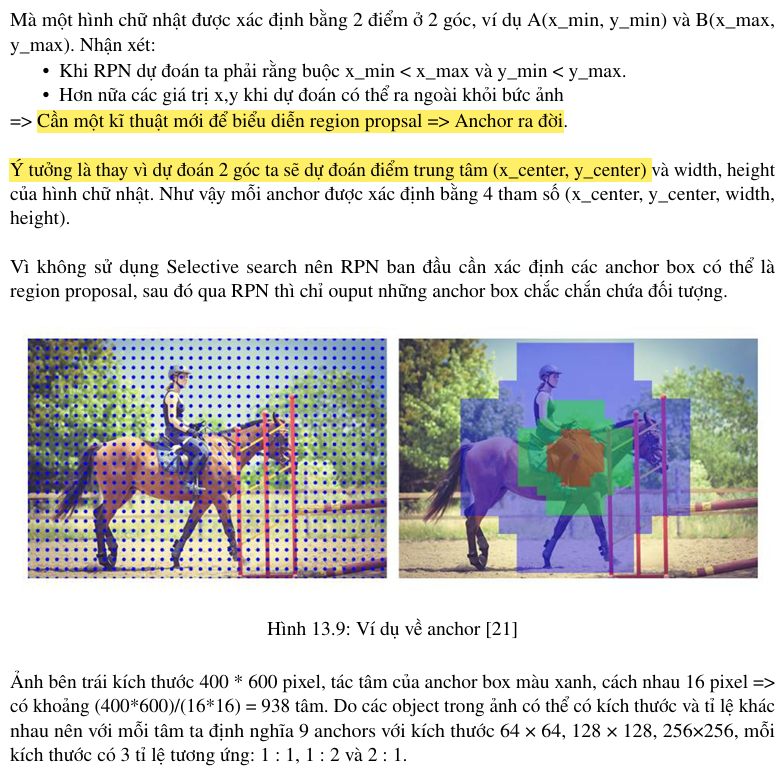 Mà một hình chữ nhật được xác định bằng 2 điểm ở 2 góc, ví dụ A(x_min, y_min) và B(x_max,
y_max). Nhận xét:
• Khi RPN dự đoán ta phải rằng buộc x_min < x_max và y_min < y_max.
• Hơn nữa các giá trị x,y khi dự đoán có thể ra ngoài khỏi bức ảnh
=> Cần một kĩ thuật mới để biểu diễn region propsal => Anchor ra đời.
Ý tưởng là thay vì dự đoán 2 góc ta sẽ dự đoán điểm trung tâm (x_center, y_center) và width, height
của hình chữ nhật. Như vậy mỗi anchor được xác định bằng 4 tham số (x_center, y_center, width,
height).
Vì không sử dụng Selective search nên RPN ban đầu cần xác định các anchor box có thể là
region proposal, sau đó qua RPN thì chỉ ouput những anchor box chắc chắn chứa đối tượng.
Hình 13.9: Ví dụ về anchor [21]
Ảnh bên trái kích thước 400 * 600 pixel, tác tâm của anchor box màu xanh, cách nhau 16 pixel =>
có khoảng (400*600)/(16*16) = 938 tâm. Do các object trong ảnh có thể có kích thước và tỉ lệ khác
nhau nên với mỗi tâm ta định nghĩa 9 anchors với kích thước 64 × 64, 128 × 128, 256×256, mỗi
kích thước có 3 tỉ lệ tương ứng: 1 : 1, 1 : 2 và 2 : 1.